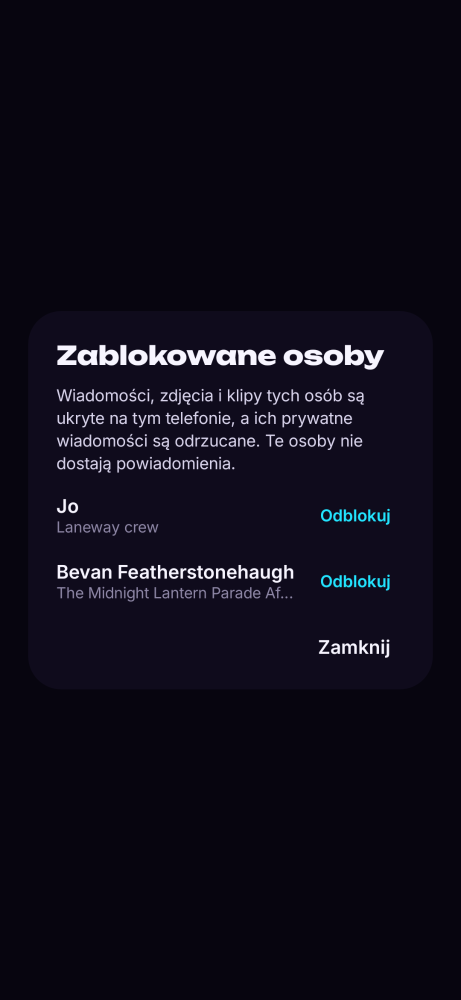 Zablokowane osoby
Wiadomości, zdjęcia i klipy tych osób są
ukryte na tym telefonie, a ich prywatne
wiadomości są odrzucane. Te osoby nie
dostają powiadomienia.
Jo
Laneway crew
Odblokuj
Bevan Featherstonehaugh
The Midnight Lantern Parade Af...
Odblokuj
Zamknij